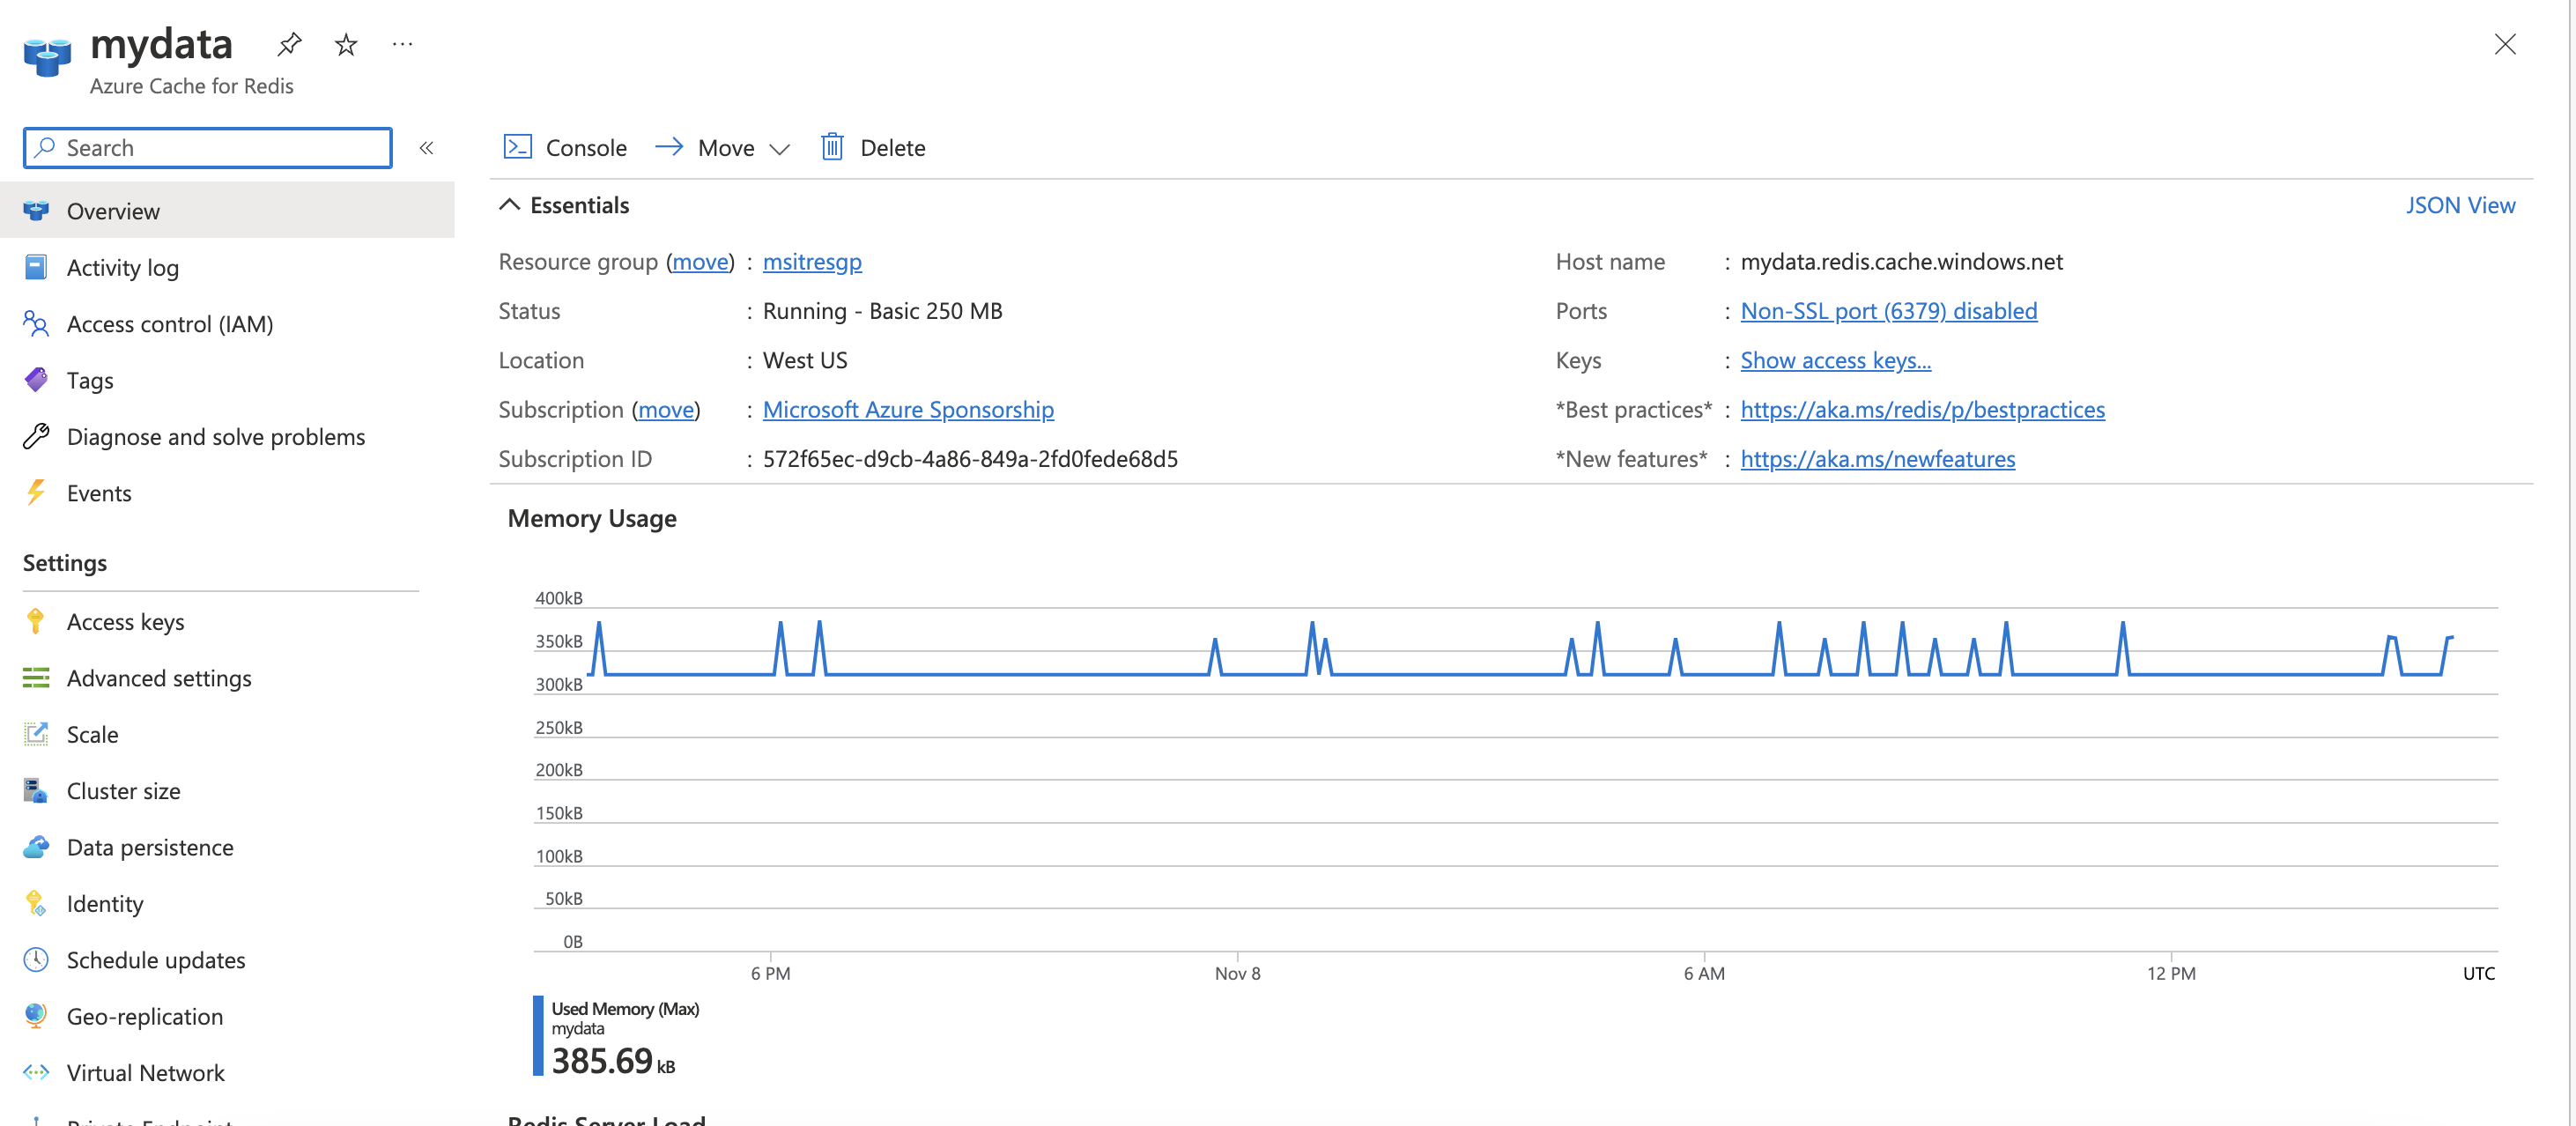 mydata
Azure Cache for Redis
Search
Console
Move
Delete
Overview
Activity log
Access control (IAM)
Tags
Diagnose and solve problems
Events
Settings
Access keys
Advanced settings
Scale
Cluster size
Data persistence
Identity
Schedule updates
Geo-replication
Virtual Network
Private Endpoint
Essentials
JSON View
Resource group (move) : msitresgp
Status : Running - Basic 250 MB
Location : West US
Subscription (move) : Microsoft Azure Sponsorship
Subscription ID : 572f65ec-d9cb-4a86-849a-2fd0fede68d5
Host name : mydata.redis.cache.windows.net
Ports : Non-SSL port (6379) disabled
Keys : Show access keys...
*Best practices* : https://aka.ms/redis/p/bestpractices
*New features* : https://aka.ms/newfeatures
Memory Usage
400kB
350kB
300kB
250kB
200kB
150kB
100kB
50kB
0B
6 PM
Nov 8
6 AM
12 PM
UTC
Used Memory (Max)
mydata
385.69 kB
Redis Server Load